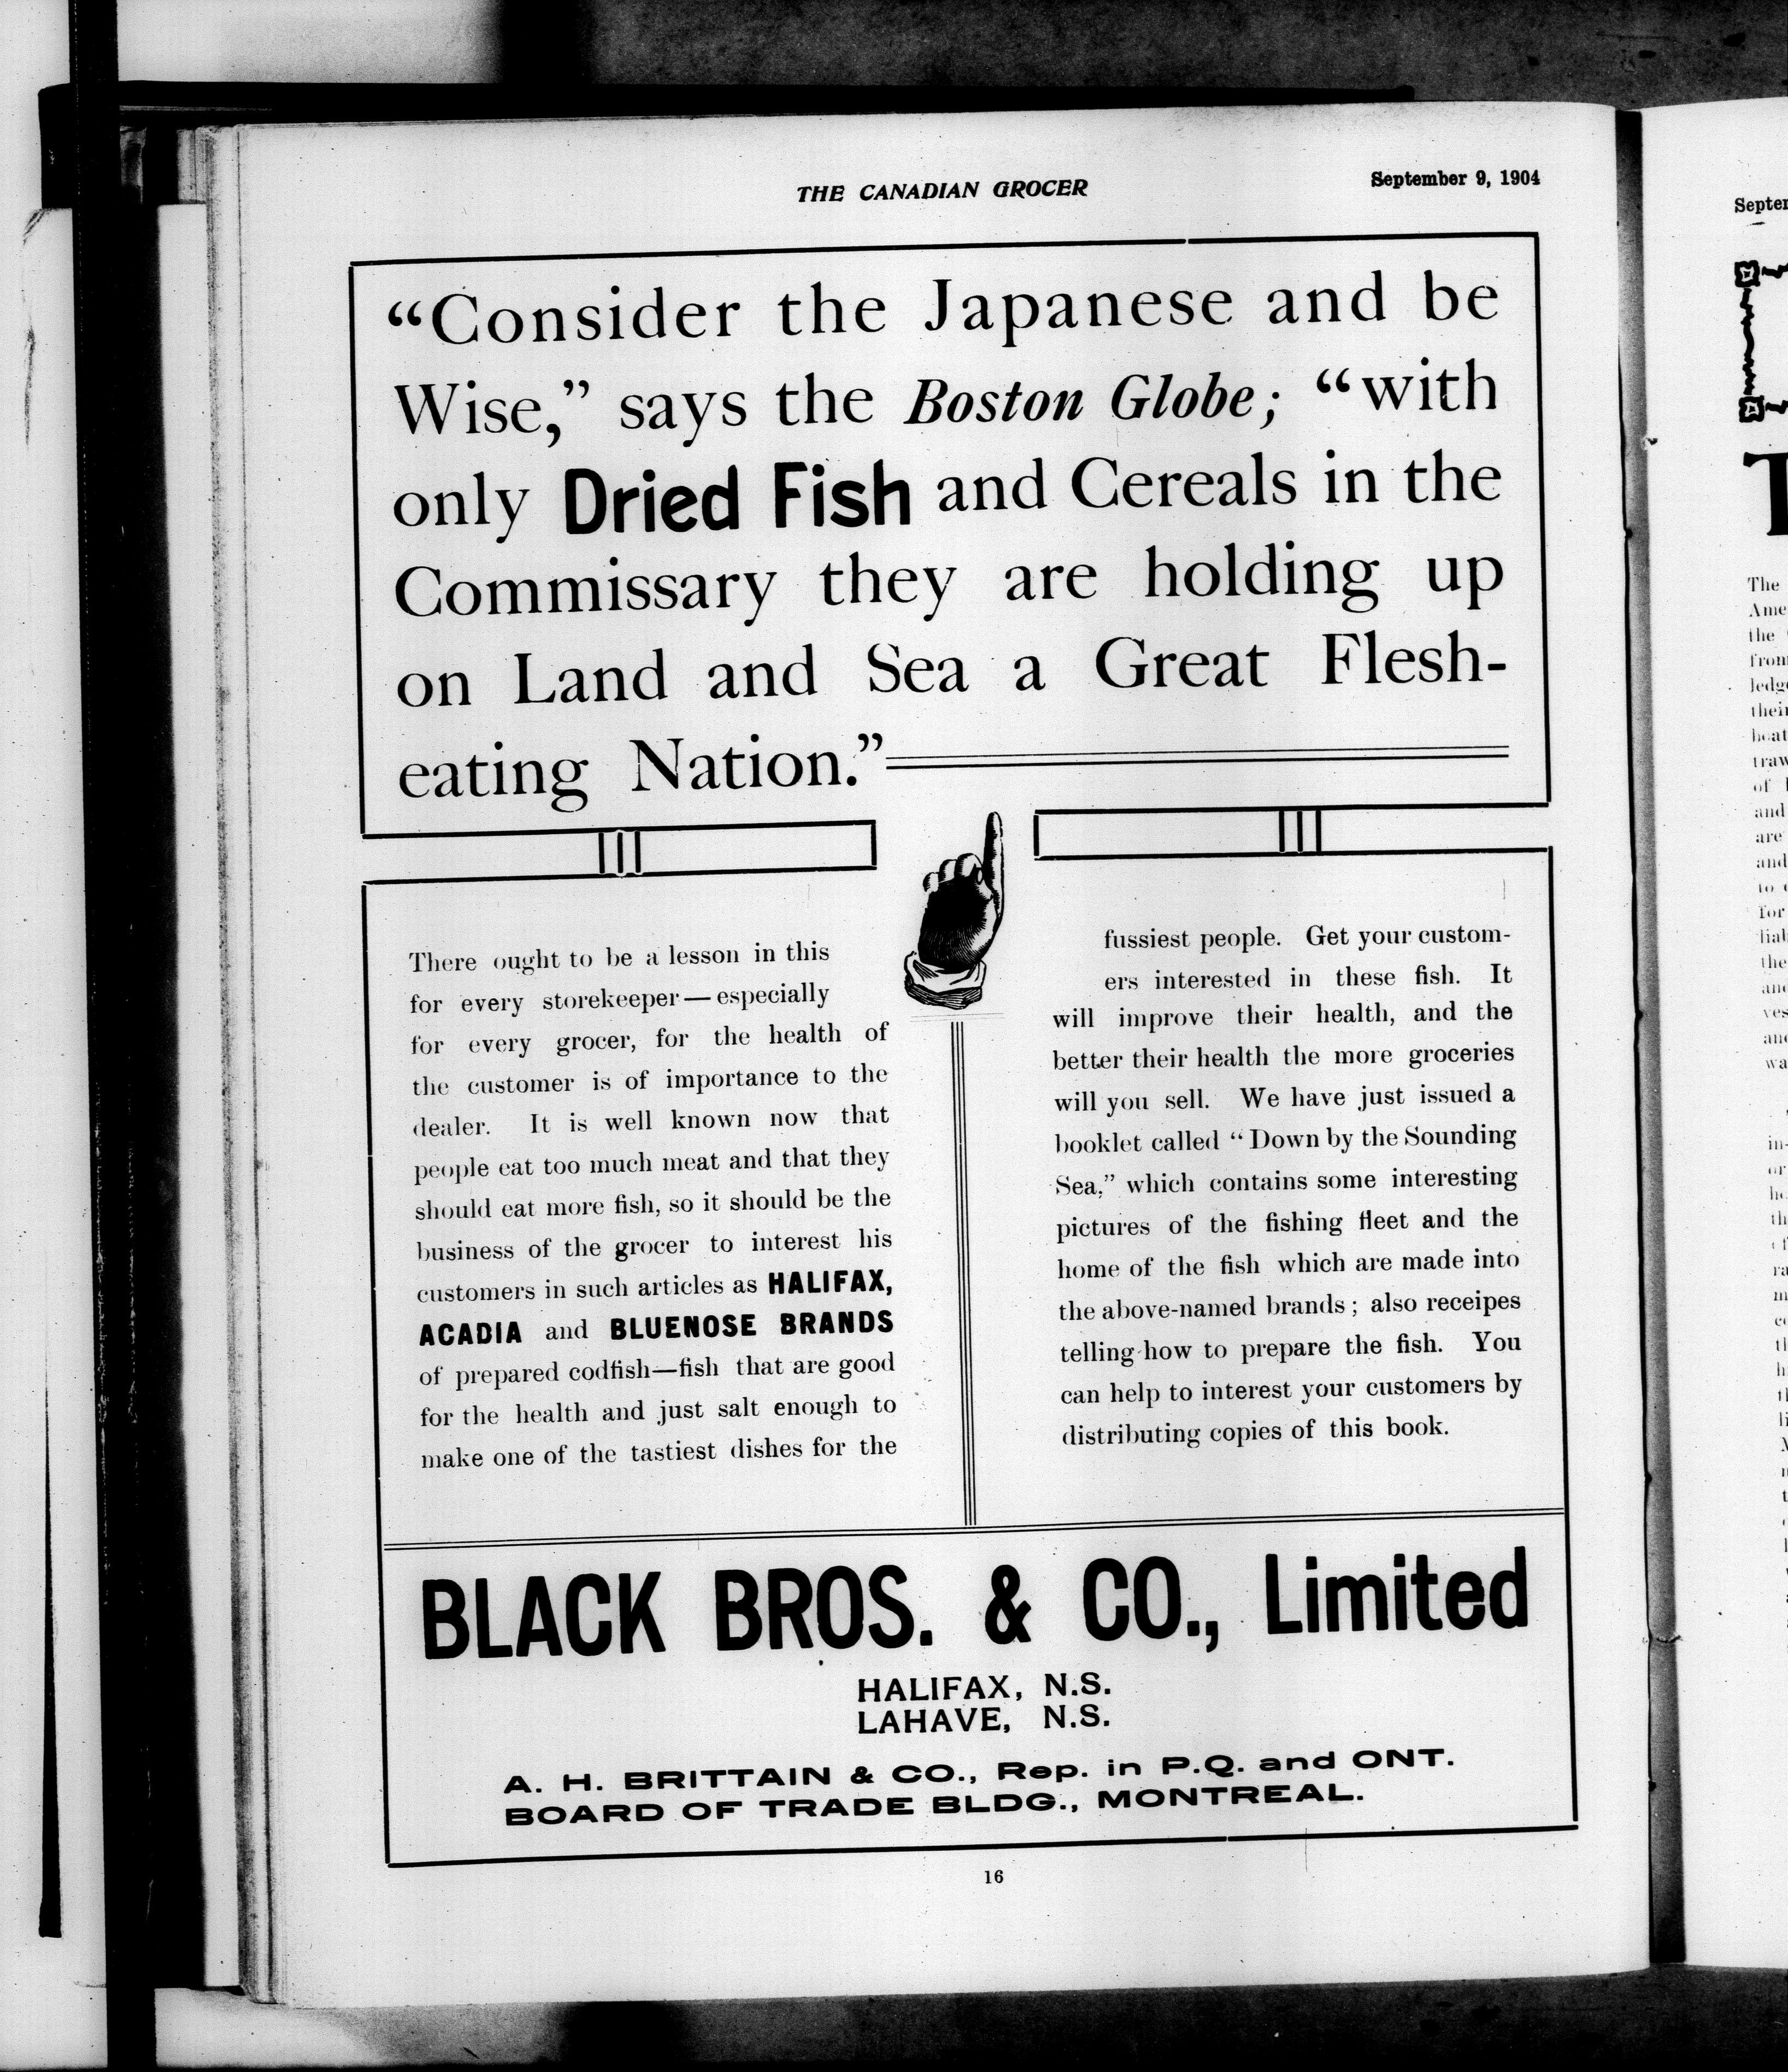 THE CANADIAN GROCER
September 9, 1904
“Consider the Japanese and be
Wise,” says the Boston Globe; “with
only Dried Fish and Cereals in the
Commissary they are holding up
on Land and Sea a Great Flesh-
eating Nation.”
There ought to be a lesson in this
for every storekeeper—especially
for every grocer, for the health of
the customer is of importance to the
dealer. It is well known now that
people eat too much meat and that they
should eat more fish, so it should be the
business of the grocer to interest his
customers in such articles as HALIFAX,
ACADIA and BLUENOSE BRANDS
of prepared codfish—fish that are good
for the health and just salt enough to
make one of the tastiest dishes for the
fussiest people. Get your custom-
ers interested in these fish. It
will improve their health, and the
better their health the more groceries
will you sell. We have just issued a
booklet called “Down by the Sounding
Sea,” which contains some interesting
pictures of the fishing fleet and the
home of the fish which are made into
the above-named brands; also receipes
telling how to prepare the fish. You
can help to interest your customers by
distributing copies of this book.
BLACK BROS. & CO., Limited
HALIFAX, N.S.
LAHAVE, N.S.
A. H. BRITTAIN & CO., Rep. in P.Q. and ONT.
BOARD OF TRADE BLDG., MONTREAL.
16
The
the
and
are
and
for
the